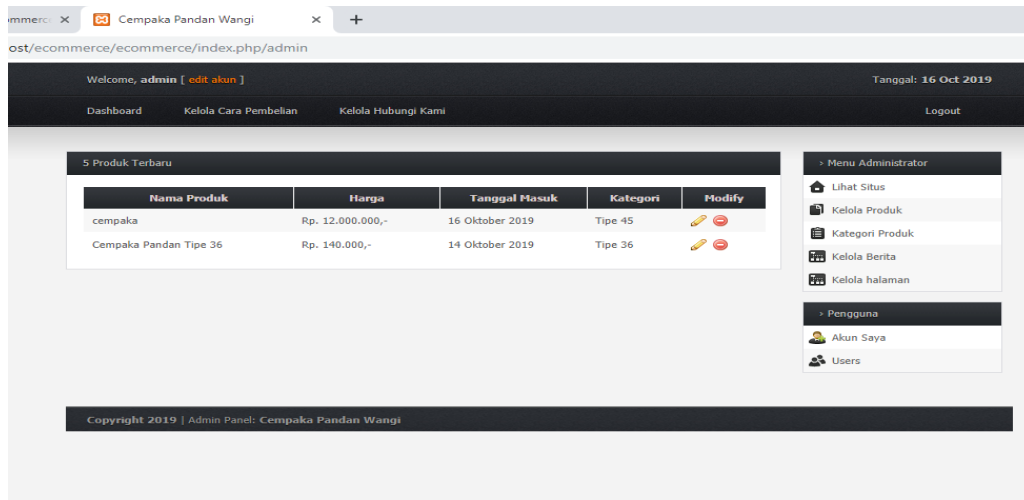 Cempaka Pandan Wangi
ost/ecommerce/ecommerce/index.php/admin
Welcome, admin [ edit akun ] Tanggal: 16 Oct 2019
Dashboard Kelola Cara Pembelian Kelola Hubungi Kami Logout
5 Produk Terbaru
Nama Produk Harga Tanggal Masuk Kategori Modify
cempaka Rp. 12.000.000,- 16 Oktober 2019 Tipe 45
Cempaka Pandan Tipe 36 Rp. 140.000,- 14 Oktober 2019 Tipe 36
> Menu Administrator
Lihat Situs
Kelola Produk
Kategori Produk
Kelola Berita
Kelola halaman
> Pengguna
Akun Saya
Users
Copyright 2019 | Admin Panel: Cempaka Pandan Wangi